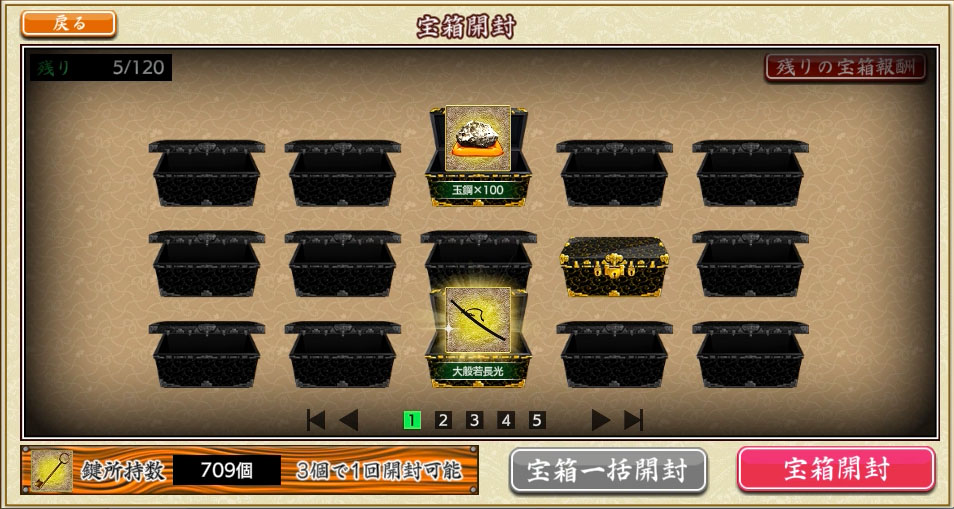 戻る
宝箱開封
残り 5/120
残りの宝箱報酬
玉鋼×100
大般若長光
1 2 3 4 5
鍵所持数 709個 3個で1回開封可能
宝箱一括開封
宝箱開封